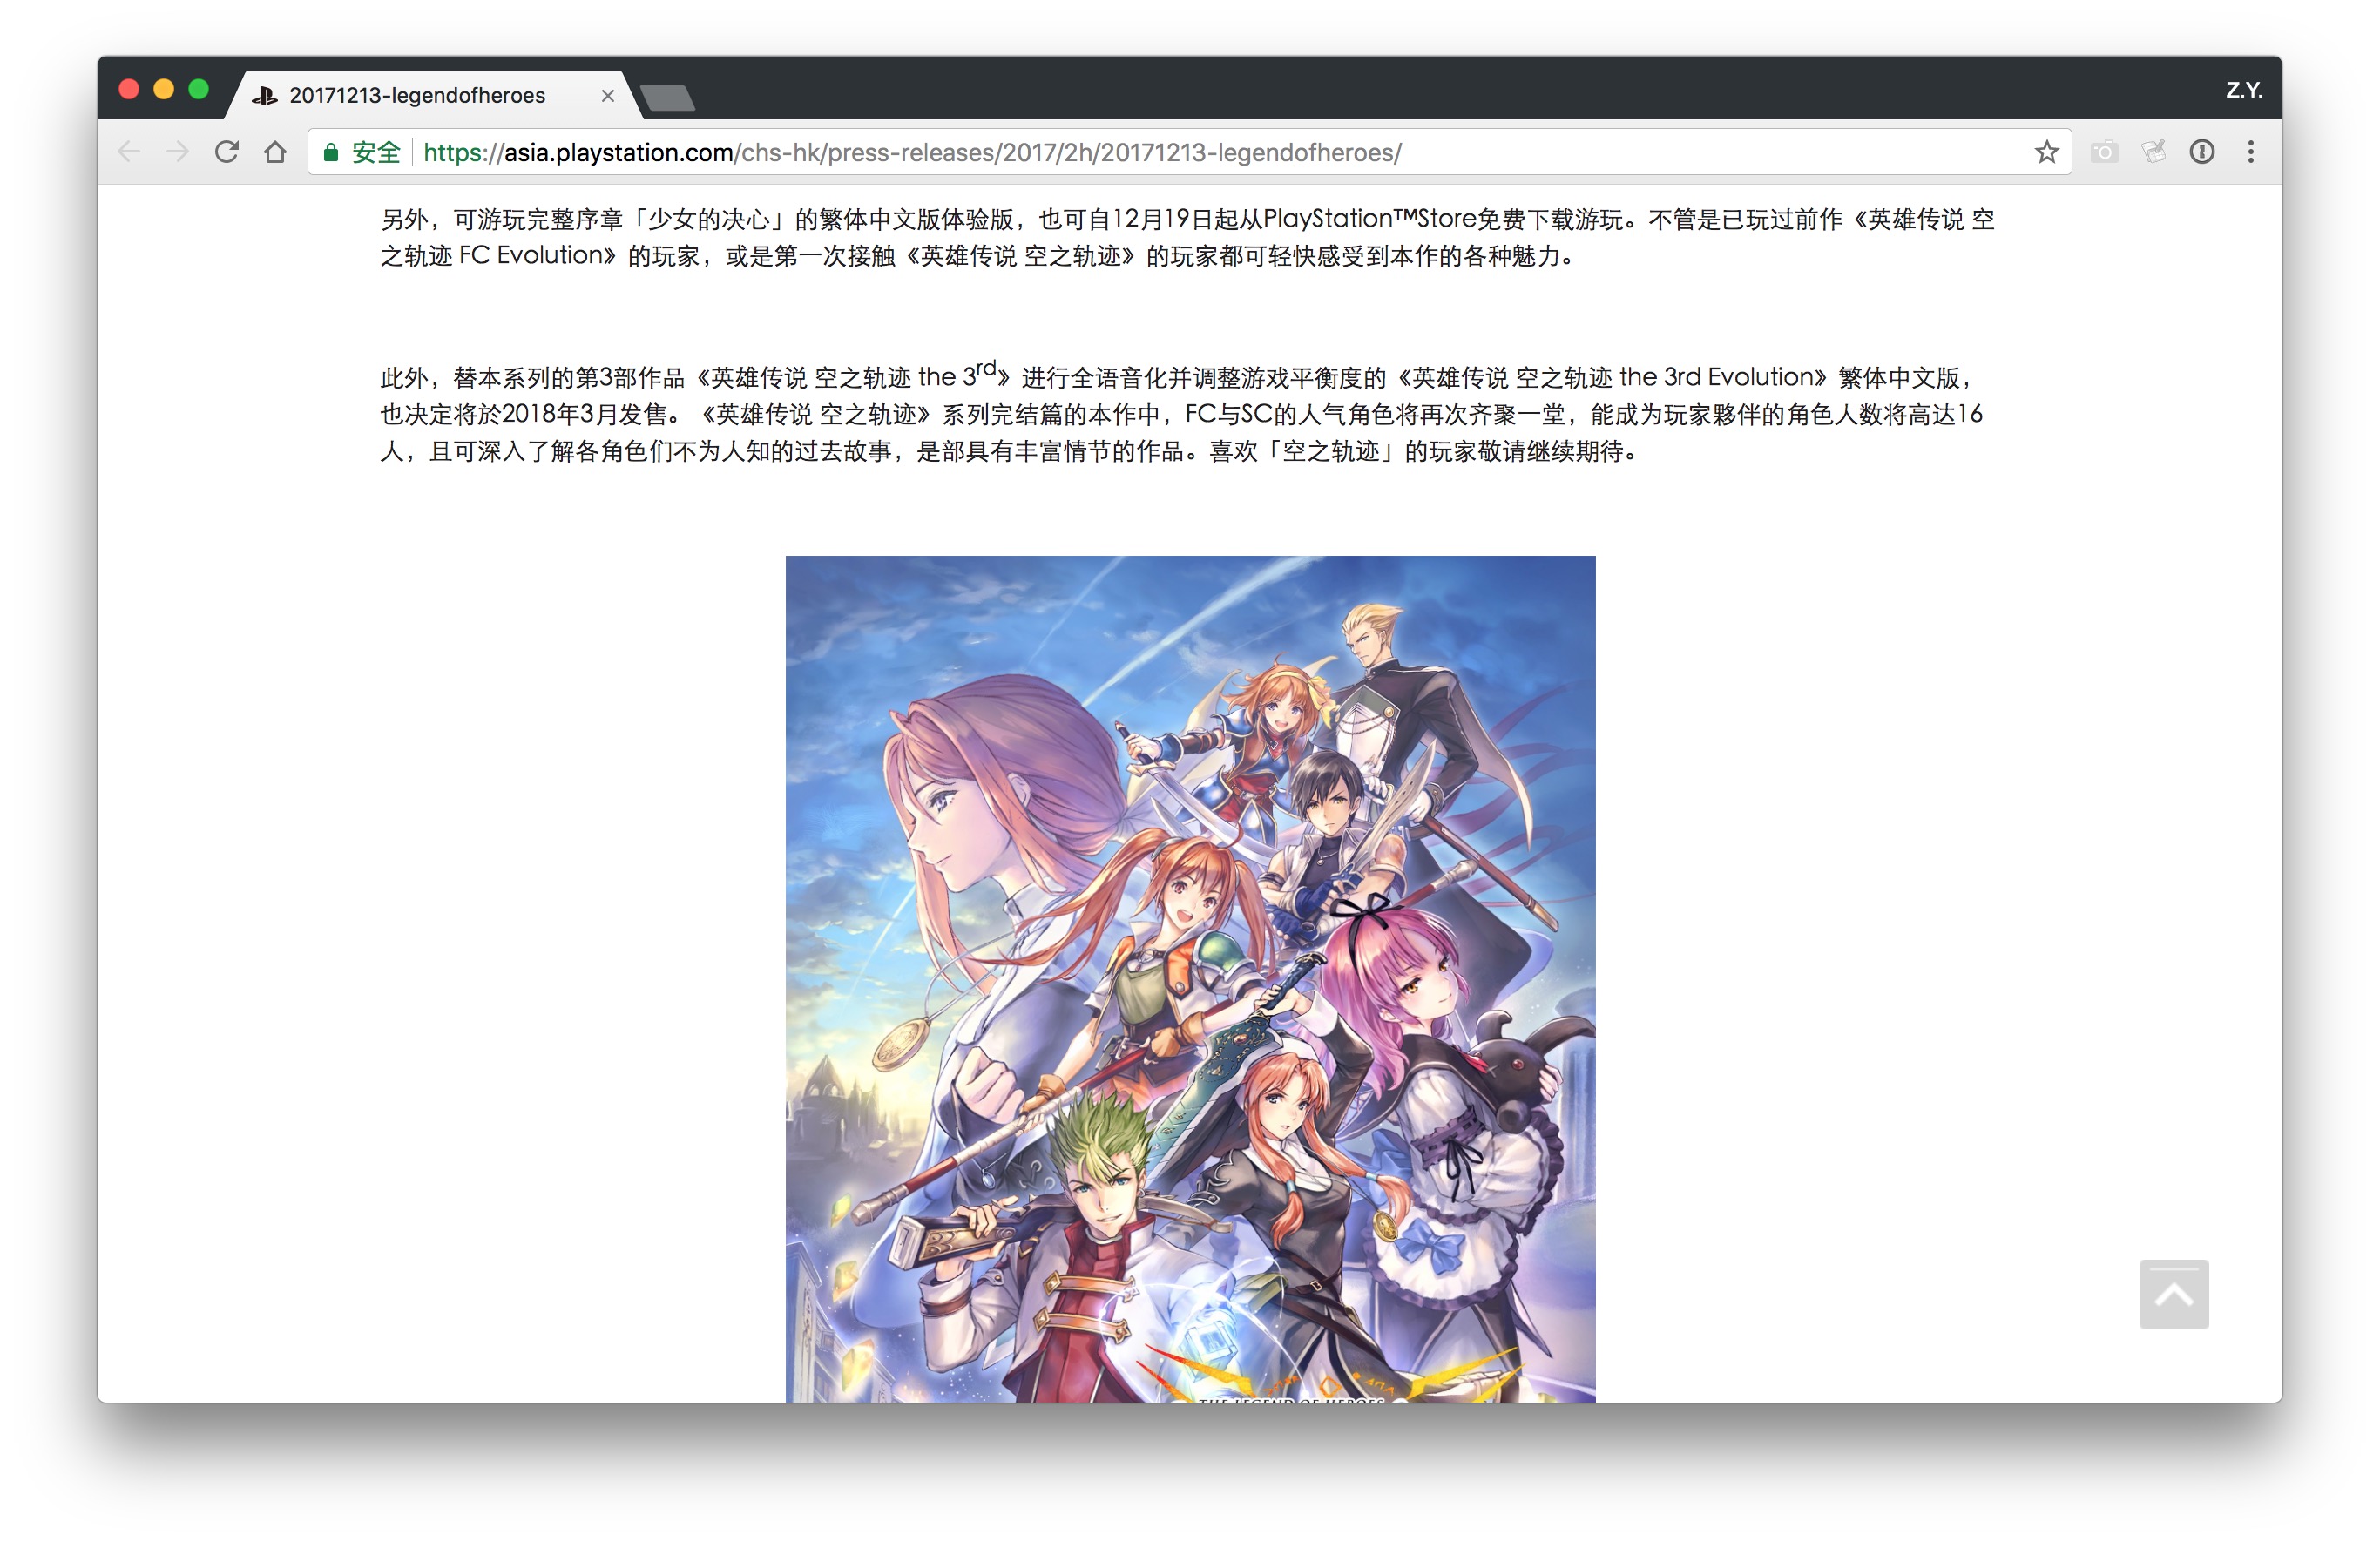 20171213-legendofheroes
Z.Y.
安全 https://asia.playstation.com/chs-hk/press-releases/2017/2h/20171213-legendofheroes/
另外，可游玩完整序章「少女的决心」的繁体中文版体验版，也可自12月19日起从PlayStation™Store免费下载游玩。不管是已玩过前作《英雄传说 空
之轨迹 FC Evolution》的玩家，或是第一次接触《英雄传说 空之轨迹》的玩家都可轻快感受到本作的各种魅力。
此外，替本系列的第3部作品《英雄传说 空之轨迹 the 3rd》进行全语音化并调整游戏平衡度的《英雄传说 空之轨迹 the 3rd Evolution》繁体中文版，
也决定将於2018年3月发售。《英雄传说 空之轨迹》系列完结篇的本作中，FC与SC的人气角色将再次齐聚一堂，能成为玩家夥伴的角色人数将高达16
人，且可深入了解各角色们不为人知的过去故事，是部具有丰富情节的作品。喜欢「空之轨迹」的玩家敬请继续期待。
THE LEGEND OF HEROES